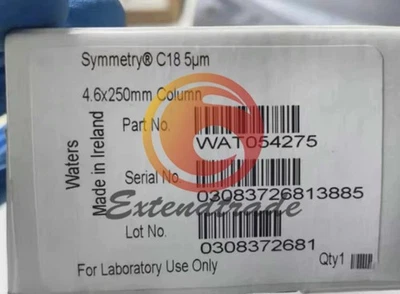 Symmetry® C18 5µm
4.6x250mm Column
Part No.
WAT054275
Serial No.
03083726813885
Lot No.
0308372681
For Laboratory Use Only
Qty1
Waters
Made in Ireland
Extendtrade